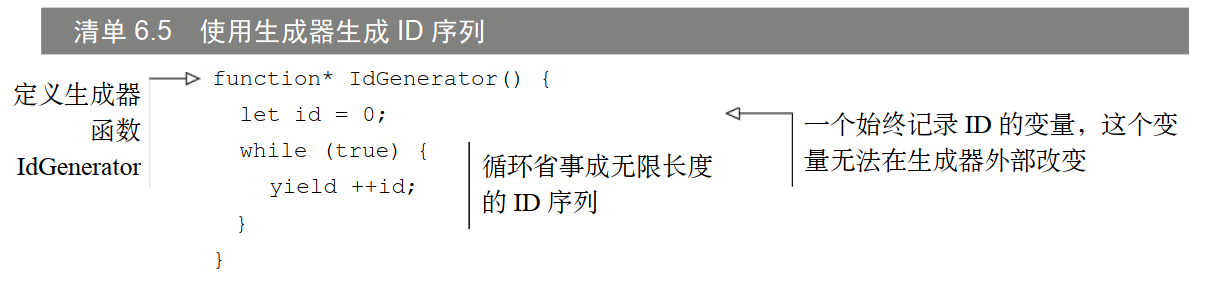 清单 6.5 使用生成器生成 ID 序列
定义生成器
函数
IdGenerator
function* IdGenerator() {
let id = 0;
while (true) {
yield ++id;
}
}
一个始终记录 ID 的变量，这个变
量无法在生成器外部改变
循环省事成无限长度
的 ID 序列